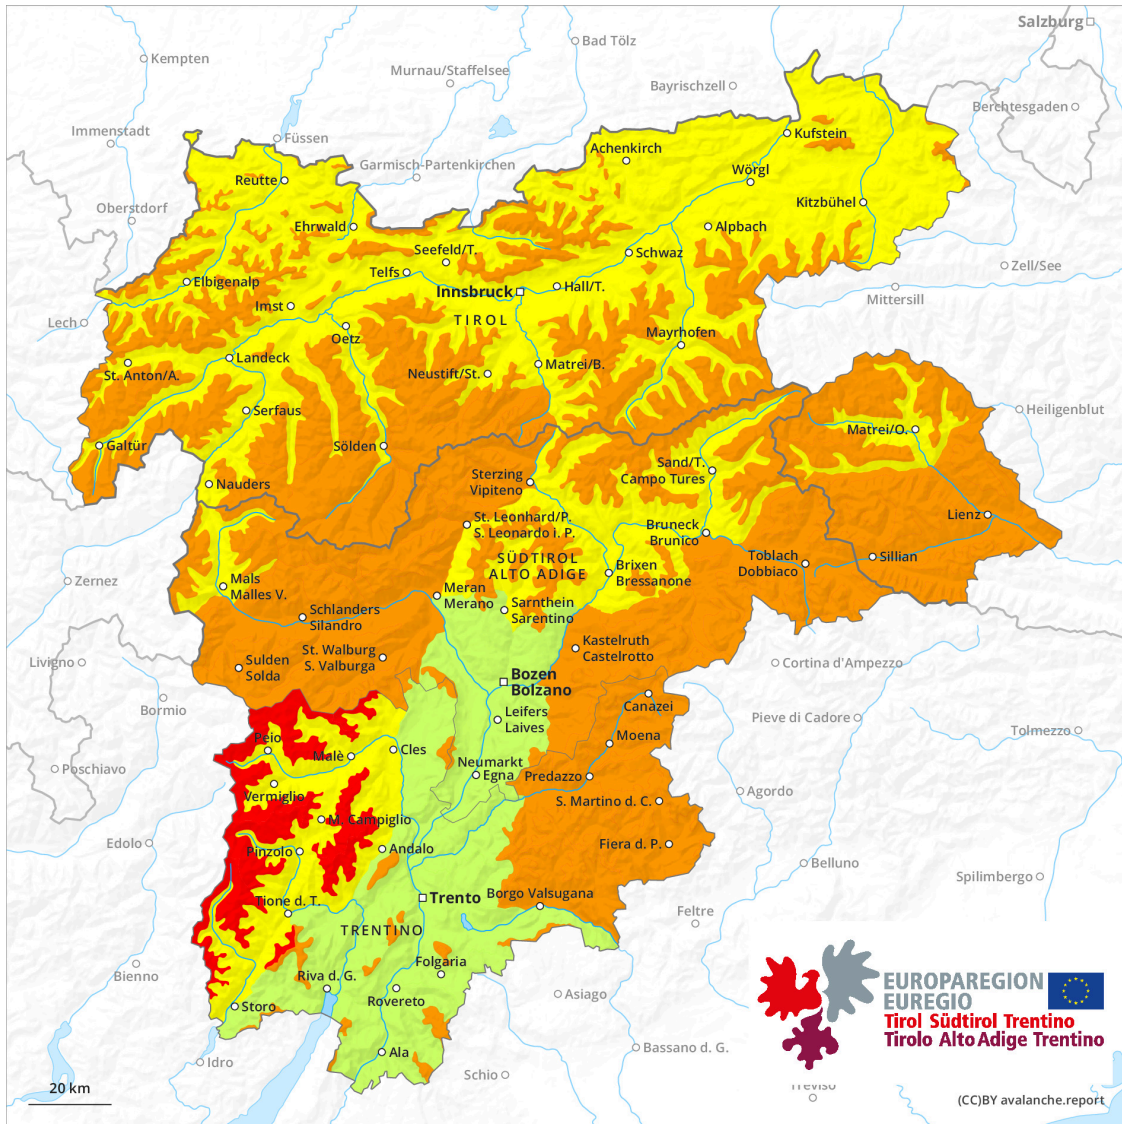 Salzburg
Bad Tölz
Kempten
Murnau/Staffelsee
Bayrischzell
Berchtesgaden
Immenstadt
Füssen
Kufstein
Achenkirch
Garmisch-Partenkirchen
Wörgl
Reutte
Oberstdorf
Kitzbühel
Ehrwald
Alpbach
Seefeld/T.
Schwaz
Telfs
Zell/See
Elbigenalp
Hall/T.
Innsbruck
Mittersill
Imst
TIROL
Lech
Oetz
Mayrhofen
Landeck
Matrei/B.
St. Anton/A.
Neustift/St.
Serfaus
Heiligenblut
Matrei/O.
Galtür
Sölden
Sand/T.
Campo Tures
Sterzing
Vipiteno
Nauders
Lienz
St. Leonhard/P.
S. Leonardo i. P.
Bruneck
Brunico
SÜDTIROL
ALTO ADIGE
Toblach
Dobbiaco
Sillian
Brixen
Bressanone
Zernez
Mals
Malles V.
Meran
Merano
Sarnthein
Sarentino
Schlanders
Silandro
Kastelruth
Castelrotto
St. Walburg
S. Valburga
Livigno
Sulden
Solda
Cortina d'Ampezzo
Bozen
Bolzano
Bormio
Canazei
Leifers
Laives
Pieve di Cadore
Tolmezzo
Peio
Moena
Malè
Cles
Neumarkt
Egna
Poschiavo
Predazzo
Vermiglio
Agordo
S. Martino d. C.
M. Campiglio
Edolo
Pinzolo
Andalo
Fiera d. P.
Belluno
Spilimbergo
Borgo Valsugana
Trento
Tione d. T.
Feltre
TRENTINO
Folgaria
Bienno
Riva d. G.
Rovereto
Asiago
Storo
EUROPAREGION
EUREGIO
Tirol Südtirol Trentino
Tirolo Alto Adige Trentino
Ala
Bassano d. G.
Idro
Schio
Treviso
20 km
(CC)BY avalanche.report